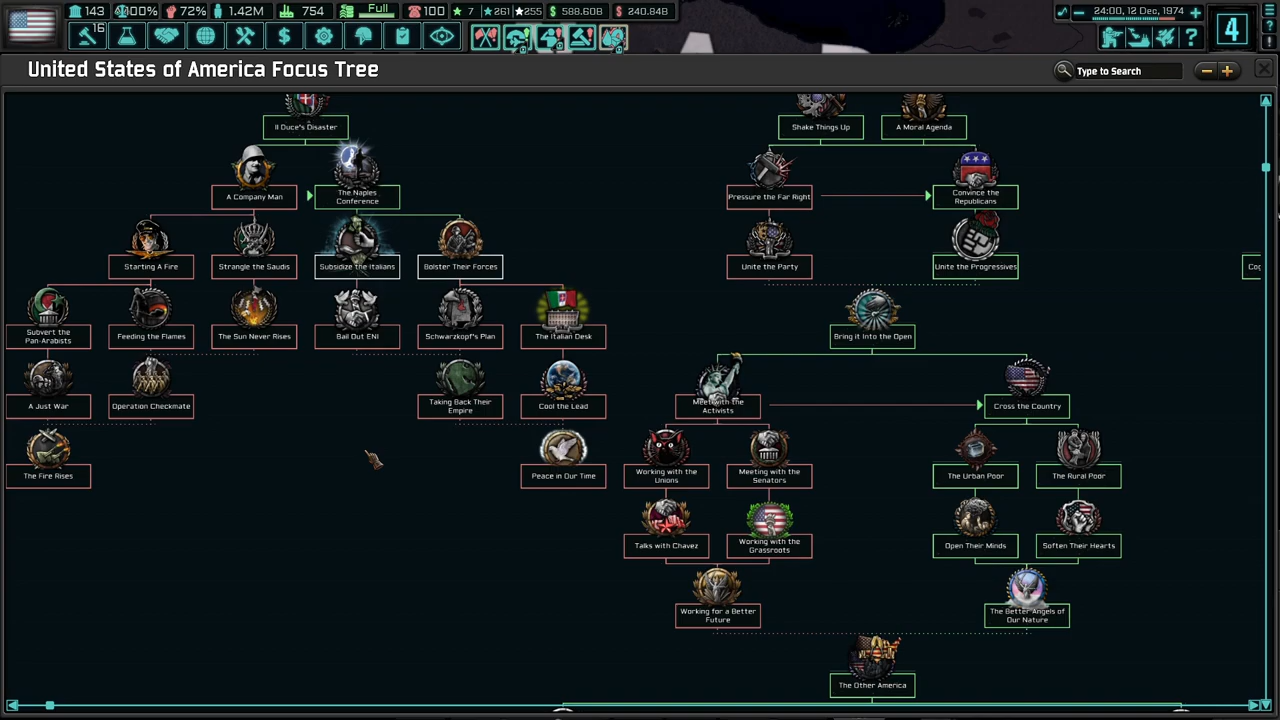 143 100% 72% 1.42M 754 Full 100 7 261 255 $ 588.60B $ 240.84B
24:00, 12 Dec, 1974
16
4
United States of America Focus Tree
Type to Search
Il Duce's Disaster
Shake Things Up
A Moral Agenda
A Company Man
The Naples
Conference
Pressure the Far Right
Convince the
Republicans
Starting A Fire
Strangle the Saudis
Subsidize the Italians
Bolster Their Forces
Unite the Party
Unite the Progressives
Subvert the
Pan-Arabists
Feeding the Flames
The Sun Never Rises
Bail Out ENI
Schwarzkopf's Plan
The Italian Desk
Bring it Into the Open
A Just War
Operation Checkmate
Taking Back Their
Empire
Cool the Lead
Meet with the
Activists
Cross the Country
The Fire Rises
Peace in Our Time
Working with the
Unions
Meeting with the
Senators
The Urban Poor
The Rural Poor
Talks with Chavez
Working with the
Grassroots
Open Their Minds
Soften Their Hearts
Working for a Better
Future
The Better Angels of
Our Nature
The Other America